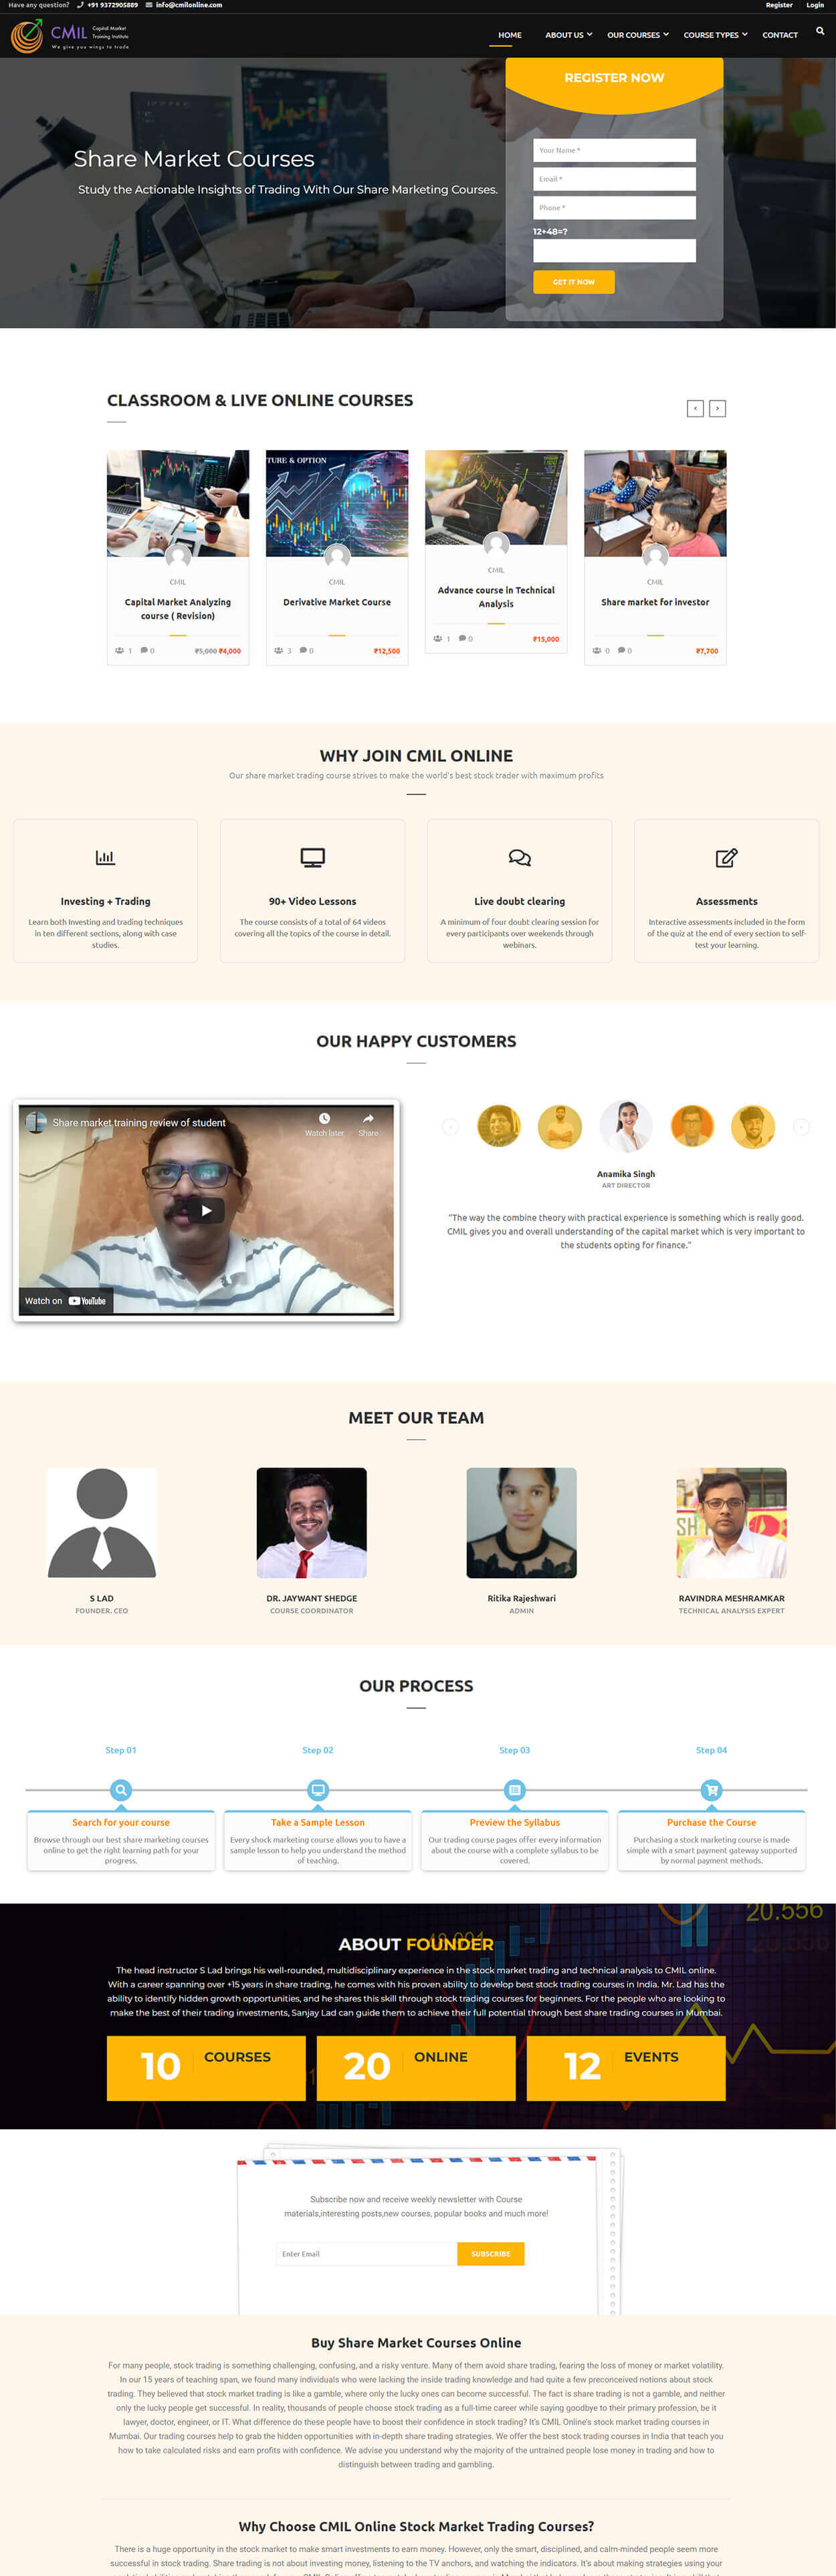 Have any question? +91 9372905889 info@cmilonline.com Register Login
CMIL Capital Market
Training Institute
We give you wings to trade
HOME ABOUT US OUR COURSES COURSE TYPES CONTACT
REGISTER NOW
Share Market Courses
Study the Actionable Insights of Trading With Our Share Marketing Courses.
Your Name *
Email *
Phone *
12+48=?
GET IT NOW
CLASSROOM & LIVE ONLINE COURSES
TURE & OPTION
CMIL
Capital Market Analyzing
course ( Revision)
1 0 ₹5,000 ₹4,000
CMIL
Derivative Market Course
3 0 ₹12,500
CMIL
Advance course in Technical
Analysis
1 0 ₹15,000
CMIL
Share market for investor
0 0 ₹7,700
WHY JOIN CMIL ONLINE
Our share market trading course strives to make the world's best stock trader with maximum profits
Investing + Trading
Learn both Investing and trading techniques
in ten different sections, along with case
studies.
90+ Video Lessons
The course consists of a total of 64 videos
covering all the topics of the course in detail.
Live doubt clearing
A minimum of four doubt clearing session for
every participants over weekends through
webinars.
Assessments
Interactive assessments included in the form
of the quiz at the end of every section to self-
test your learning.
OUR HAPPY CUSTOMERS
Share market training review of student
Watch later Share
Watch on YouTube
Anamika Singh
ART DIRECTOR
"The way the combine theory with practical experience is something which is really good.
CMIL gives you and overall understanding of the capital market which is very important to
the students opting for finance."
MEET OUR TEAM
S LAD
FOUNDER, CEO
DR. JAYWANT SHEDGE
COURSE COORDINATOR
Ritika Rajeshwari
ADMIN
RAVINDRA MESHRAMKAR
TECHNICAL ANALYSIS EXPERT
OUR PROCESS
Step 01 Step 02 Step 03 Step 04
Search for your course
Browse through our best share marketing courses
online to get the right learning path for your
progress.
Take a Sample Lesson
Every shock marketing course allows you to have a
sample lesson to help you understand the method
of teaching.
Preview the Syllabus
Our trading course pages offer every information
about the course with a complete syllabus to be
covered.
Purchase the Course
Purchasing a stock marketing course is made
simple with a smart payment gateway supported
by normal payment methods.
20.556
ABOUT FOUNDER
The head instructor S Lad brings his well-rounded, multidisciplinary experience in the stock market trading and technical analysis to CMIL online.
With a career spanning over +15 years in share trading, he comes with his proven ability to develop best stock trading courses in India. Mr. Lad has the
ability to identify hidden growth opportunities, and he shares this skill through stock trading courses for beginners. For the people who are looking to
make the best of their trading investments, Sanjay Lad can guide them to achieve their full potential through best share trading courses in Mumbai.
10 COURSES
20 ONLINE
12 EVENTS
Subscribe now and receive weekly newsletter with Course
materials,interesting posts,new courses, popular books and much more!
Enter Email SUBSCRIBE
Buy Share Market Courses Online
For many people, stock trading is something challenging, confusing, and a risky venture. Many of them avoid share trading, fearing the loss of money or market volatility.
In our 15 years of teaching span, we found many individuals who were lacking the inside trading knowledge and had quite a few preconceived notions about stock
trading. They believed that stock market trading is like a gamble, where only the lucky ones can become successful. The fact is share trading is not a gamble, and neither
only the lucky people get successful. In reality, thousands of people choose stock trading as a full-time career while saying goodbye to their primary profession, be it
lawyer, doctor, engineer, or IT. What difference do these people have to boost their confidence in stock trading? It's CMIL Online's stock market trading courses in
Mumbai. Our trading courses help to grab the hidden opportunities with in-depth share trading strategies. We offer the best stock trading courses in India that teach you
how to take calculated risks and earn profits with confidence. We advise you understand why the majority of the untrained people lose money in trading and how to
distinguish between trading and gambling.
Why Choose CMIL Online Stock Market Trading Courses?
There is a huge opportunity in the stock market to make smart investments to earn money. However, only the smart, disciplined, and calm-minded people seem more
successful in stock trading. Share trading is not about investing money, listening to the TV anchors, and watching the indicators. It's about making strategies using your